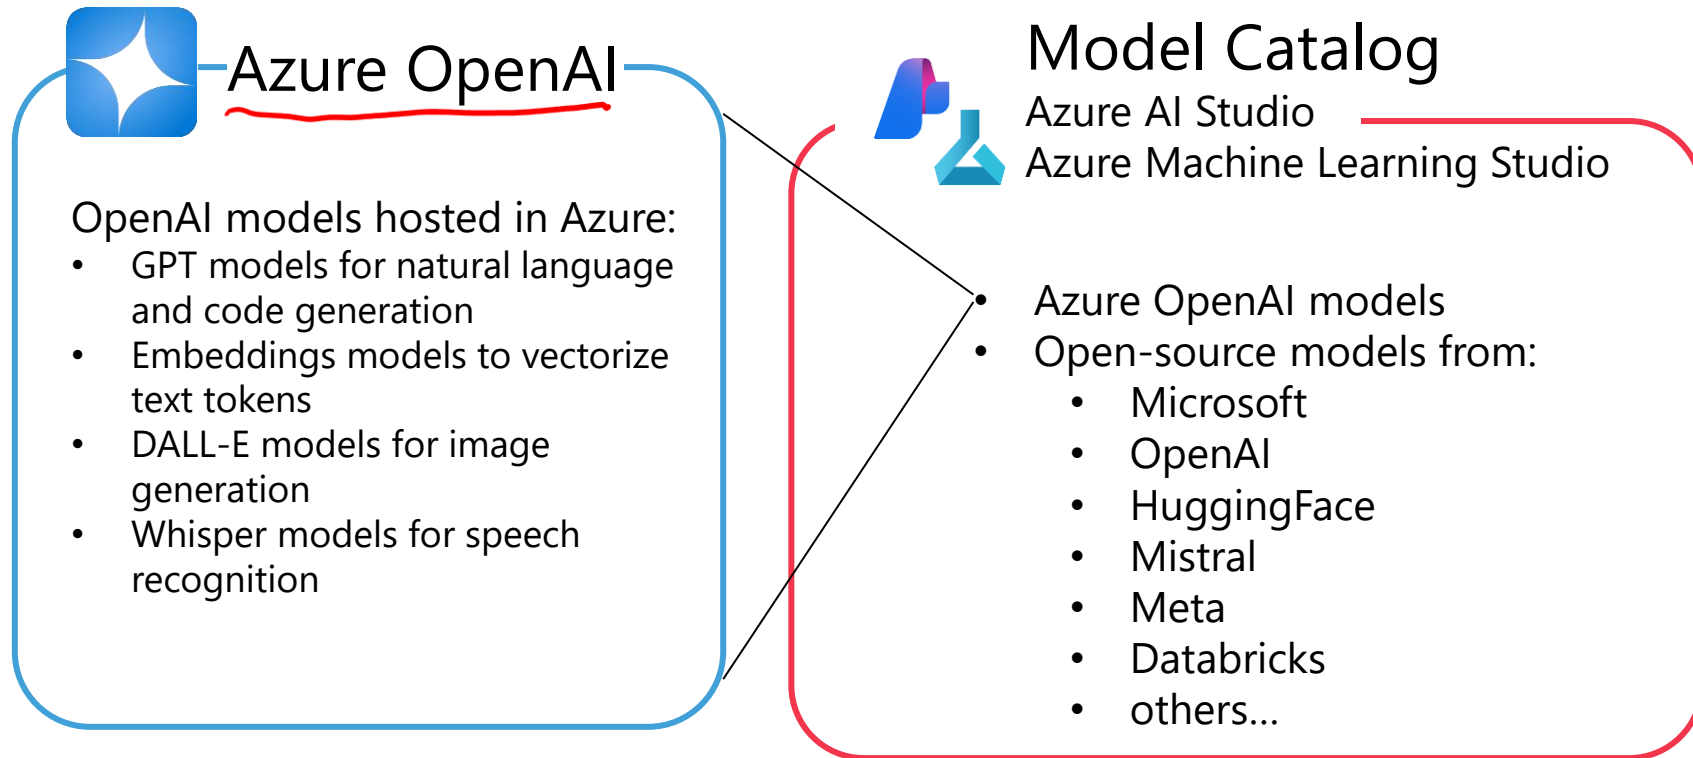 Azure OpenAI
OpenAI models hosted in Azure:
• GPT models for natural language
and code generation
• Embeddings models to vectorize
text tokens
• DALL-E models for image
generation
• Whisper models for speech
recognition
Model Catalog
Azure AI Studio
Azure Machine Learning Studio
• Azure OpenAI models
• Open-source models from:
• Microsoft
• OpenAI
• HuggingFace
• Mistral
• Meta
• Databricks
• others...